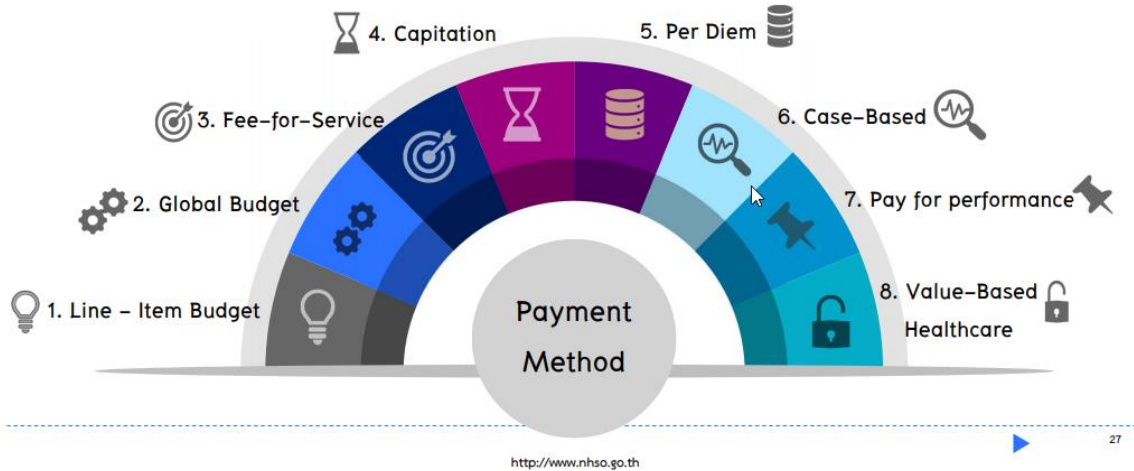 4. Capitation
5. Per Diem
3. Fee-for-Service
6. Case-Based
2. Global Budget
7. Pay for performance
1. Line - Item Budget
8. Value-Based
Healthcare
Payment
Method
27
http://www.nhso.go.th